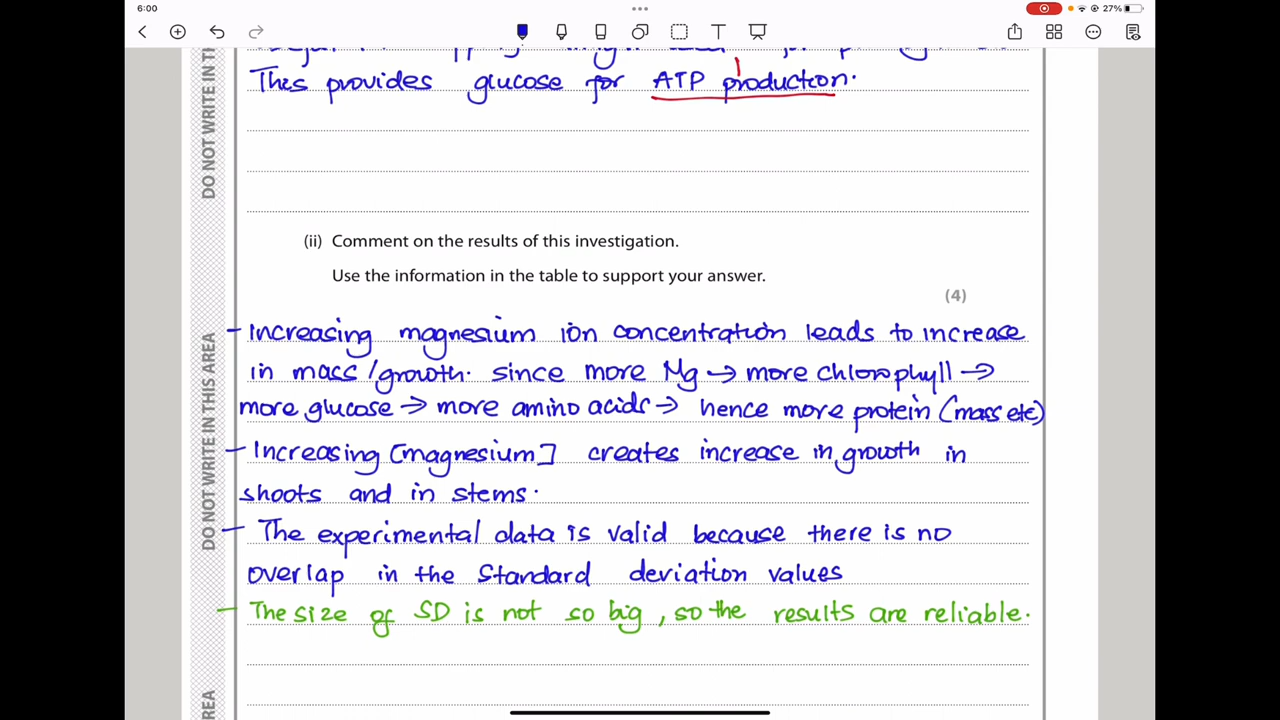 6:00
27%
This provides glucose for ATP production.
DO NOT WRITE IN TH
(ii) Comment on the results of this investigation.
Use the information in the table to support your answer.
(4)
DO NOT WRITE IN THIS AREA
- Increasing magnesium ion concentration leads to increase
in mass/growth. since more Mg → more chlorophyll →
more glucose → more amino acids → hence more protein (mass etc)
- Increasing [magnesium] creates increase in growth in
shoots and in stems.
- The experimental data is valid because there is no
overlap in the Standard deviation values
- The size of SD is not so big, so the results are reliable.
AREA